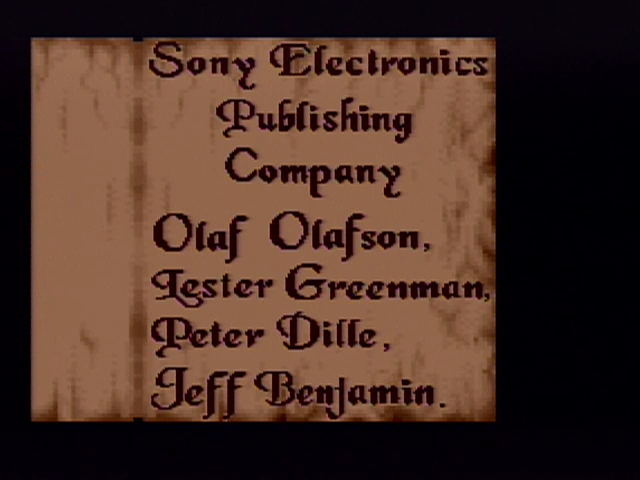 Sony Electronics
Publishing
Company
Olaf Olafson,
Lester Greenman,
Peter Dille,
Jeff Benjamin.